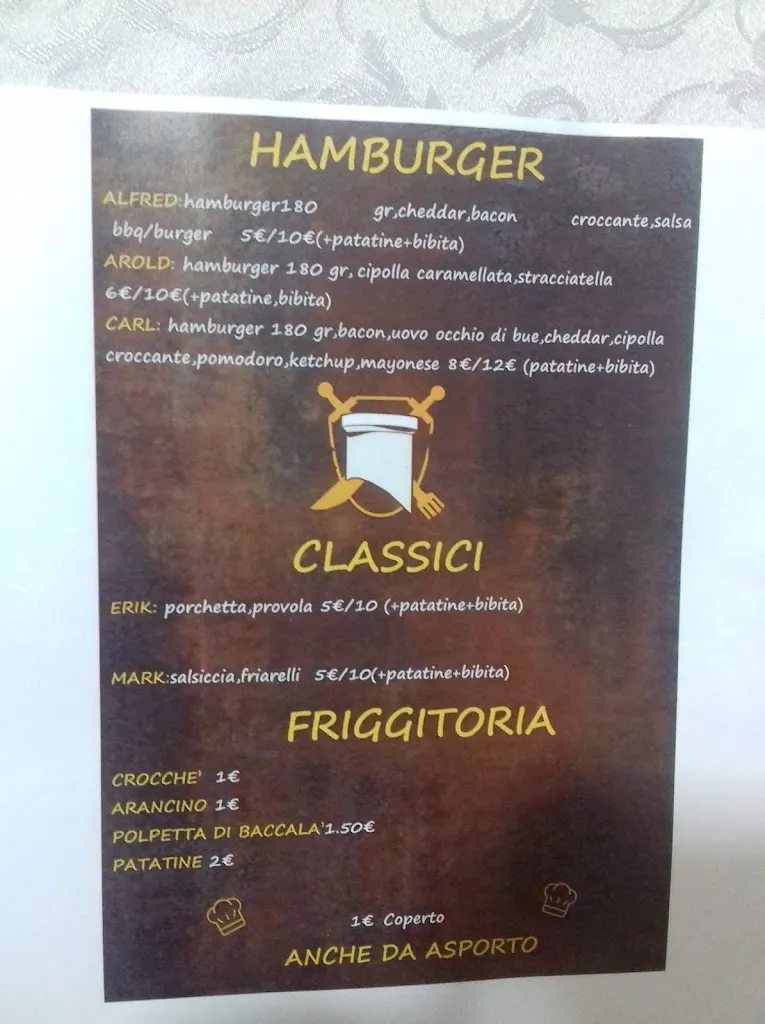 HAMBURGER
ALFRED:hamburger180 gr,cheddar,bacon croccante,salsa
bbq/burger 5€/10€(+patatine+bibita)
AROLD: hamburger 180 gr, cipolla caramellata,stracciatella
6€/10€(+patatine,bibita)
CARL: hamburger 180 gr,bacon,uovo occhio di bue,cheddar,cipolla
croccante,pomodoro,ketchup,mayonese 8€/12€ (patatine+bibita)
CLASSICI
ERIK: porchetta,provola 5€/10 (+patatine+bibita)
MARK:salsiccia,friarelli 5€/10(+patatine+bibita)
FRIGGITORIA
CROCCHE' 1€
ARANCINO 1€
POLPETTA DI BACCALA'1.50€
PATATINE 2€
1€ Coperto
ANCHE DA ASPORTO